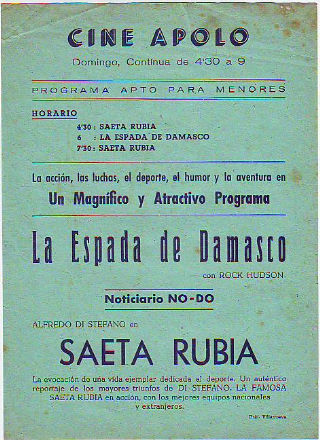 CINE APOLO
Domingo, Continua de 4'30 a 9
PROGRAMA APTO PARA MENORES
HORARIO
4'30: SAETA RUBIA
6 : LA ESPADA DE DAMASCO
7'30: SAETA RUBIA
La acción, las luchas, el deporte, el humor y la aventura en
Un Magnífico y Atractivo Programa
La Espada de Damasco
con ROCK HUDSON
Noticiario NO-DO
ALFREDO DI STEFANO en
SAETA RUBIA
La evocación de una vida ejemplar dedicada al deporte. Un auténtico
reportaje de los mayores triunfos de DI STEFANO, LA FAMOSA
SAETA RUBIA en acción, con los mejores equipos nacionales
y extranjeros.
Villanueva